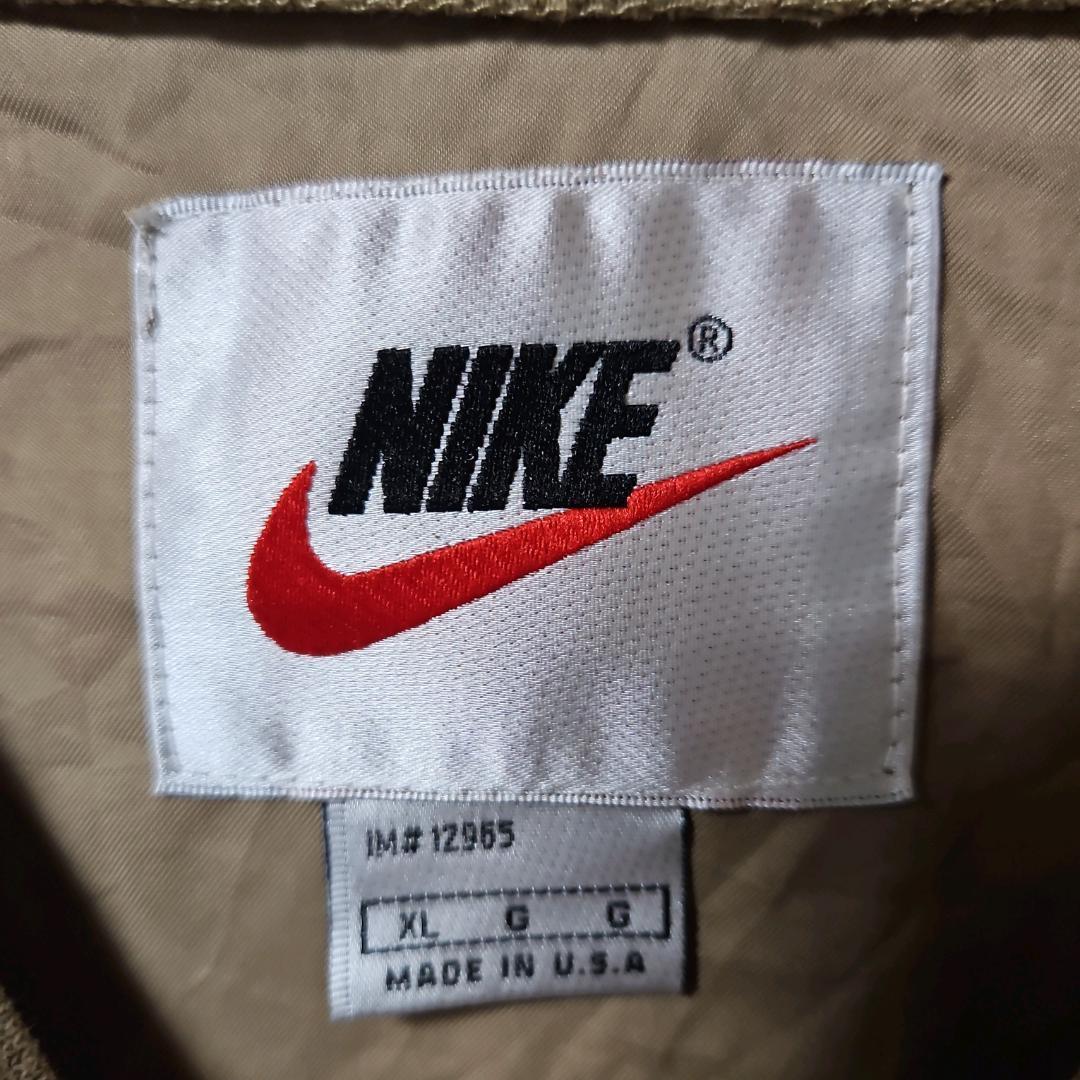 NIKE®
IM# 12965
XL G G
MADE IN U.S.A